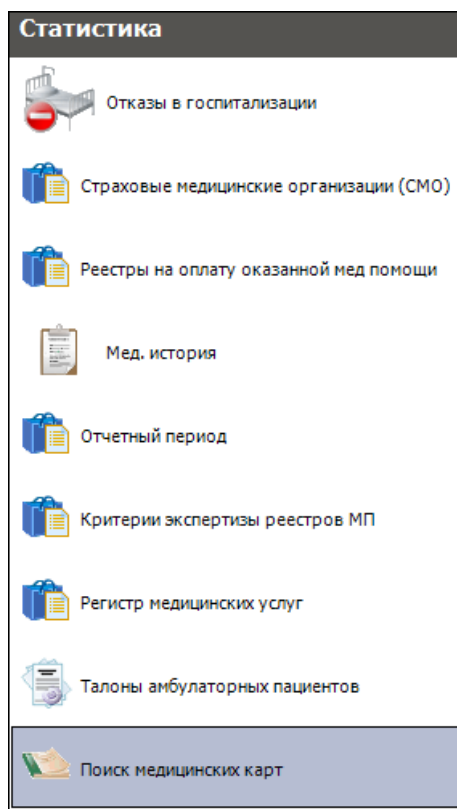 Статистика
Отказы в госпитализации
Страховые медицинские организации (СМО)
Реестры на оплату оказанной мед помощи
Мед. история
Отчетный период
Критерии экспертизы реестров МП
Регистр медицинских услуг
Талоны амбулаторных пациентов
Поиск медицинских карт